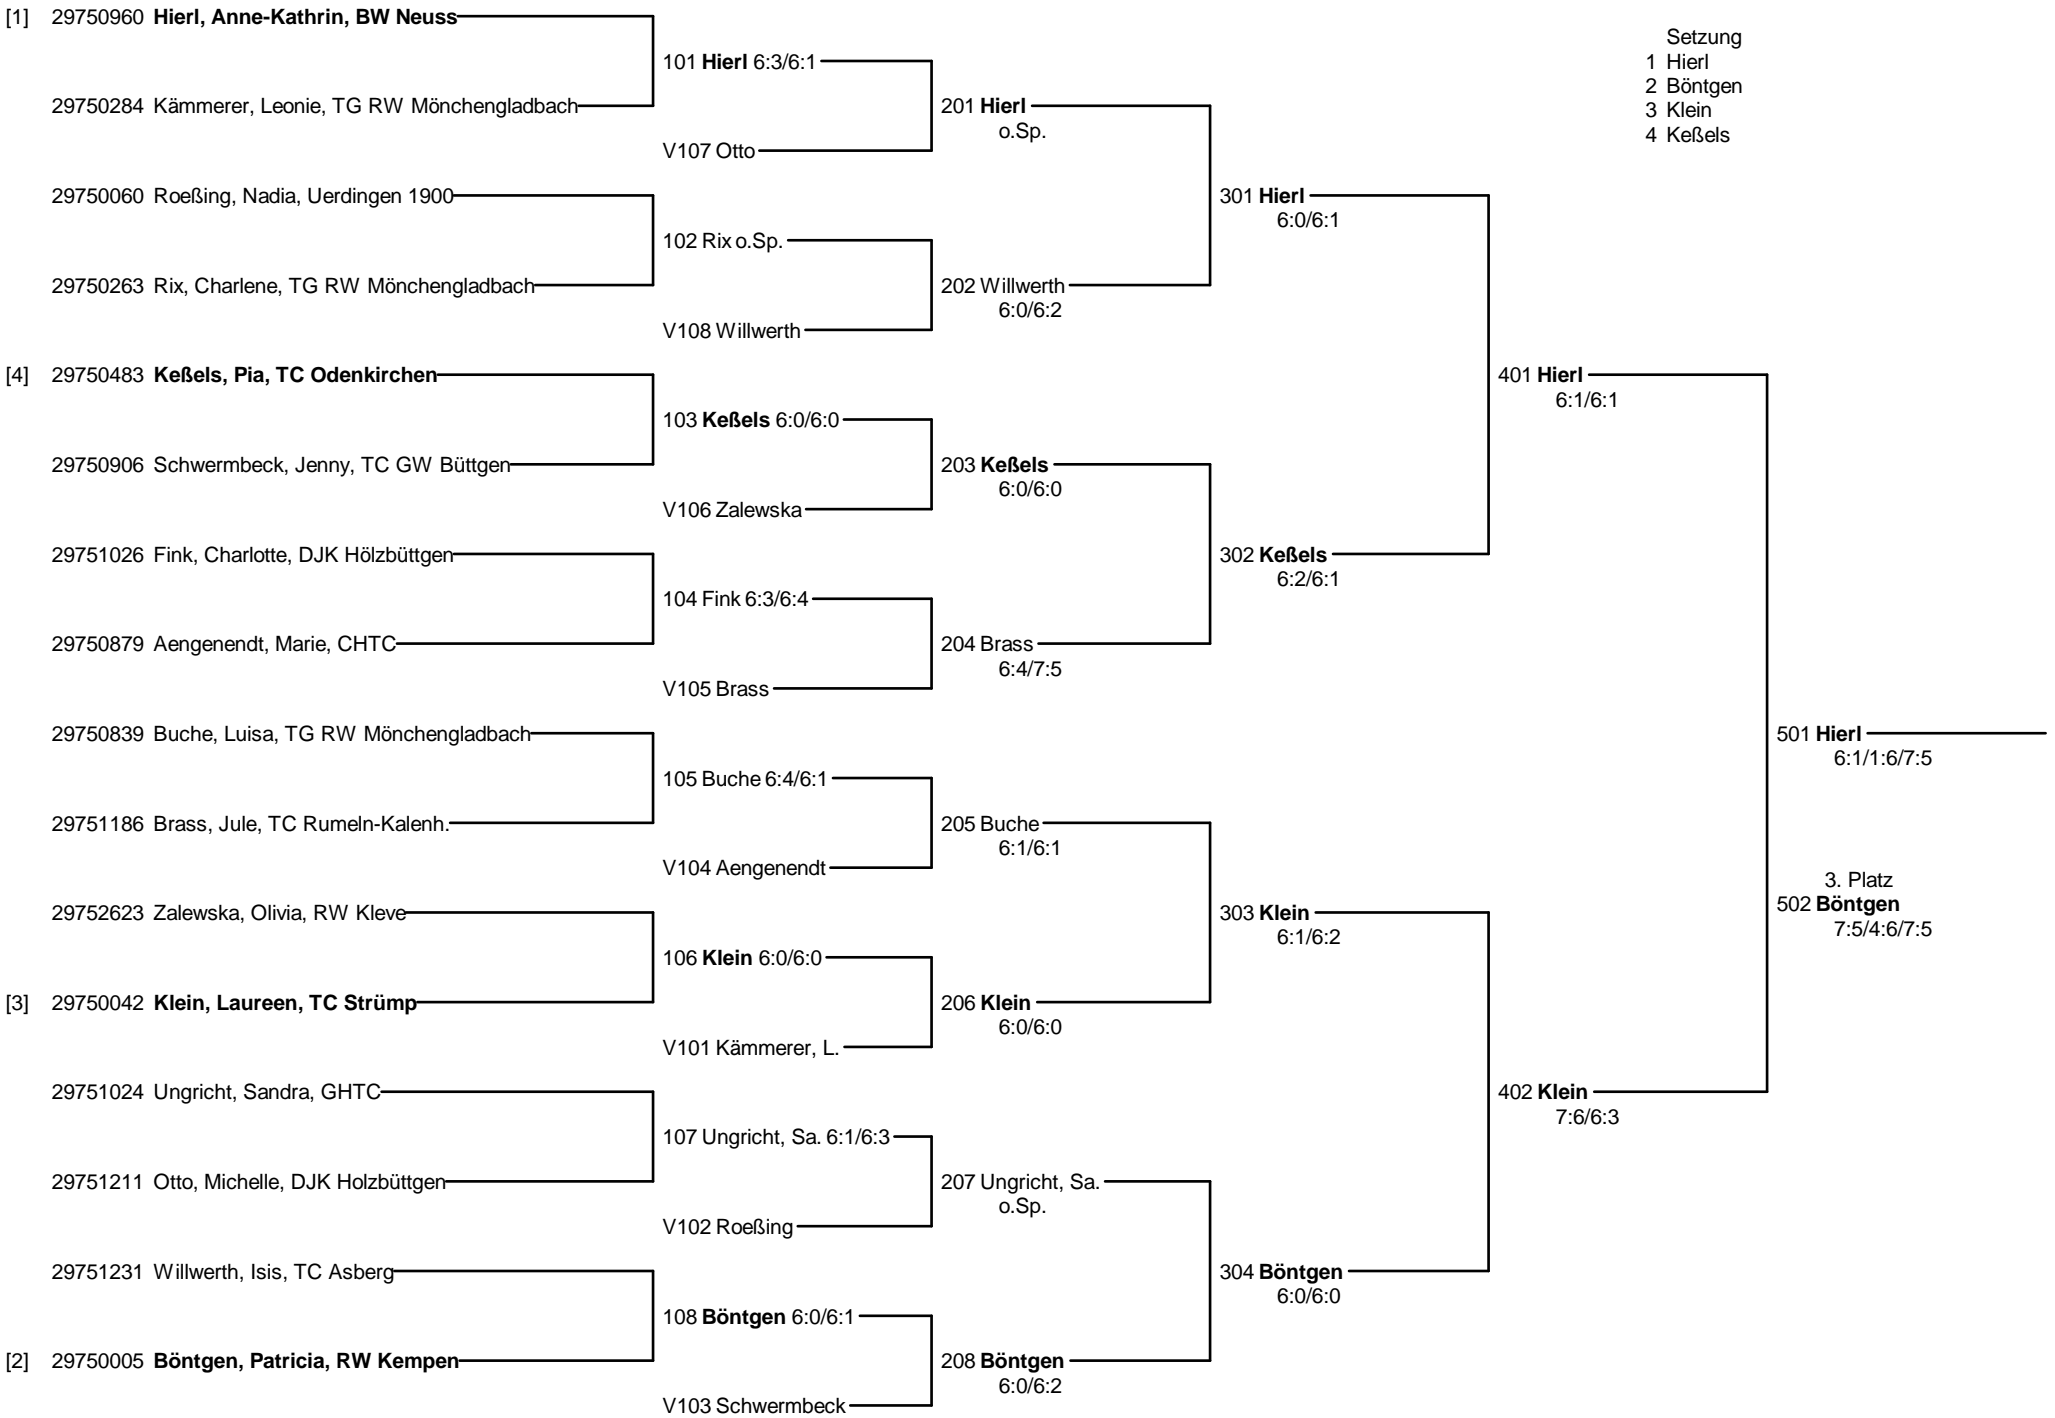 [1] 29750960 Hierl, Anne-Kathrin, BW Neuss
Setzung
1 Hierl
2 Böntgen
3 Klein
4 Keßels
101 Hierl 6:3/6:1
29750284 Kämmerer, Leonie, TG RW Mönchengladbach
201 Hierl
o.Sp.
V107 Otto
29750060 Roeßing, Nadia, Uerdingen 1900
301 Hierl
6:0/6:1
102 Rix o.Sp.
29750263 Rix, Charlene, TG RW Mönchengladbach
202 Willwerth
6:0/6:2
V108 Willwerth
[4] 29750483 Keßels, Pia, TC Odenkirchen
401 Hierl
6:1/6:1
103 Keßels 6:0/6:0
29750906 Schwermbeck, Jenny, TC GW Büttgen
203 Keßels
6:0/6:0
V106 Zalewska
29751026 Fink, Charlotte, DJK Hölzbüttgen
302 Keßels
6:2/6:1
104 Fink 6:3/6:4
29750879 Aengenendt, Marie, CHTC
204 Brass
6:4/7:5
V105 Brass
29750839 Buche, Luisa, TG RW Mönchengladbach
501 Hierl
6:1/1:6/7:5
105 Buche 6:4/6:1
29751186 Brass, Jule, TC Rumeln-Kalenh.
205 Buche
6:1/6:1
V104 Aengenendt
3. Platz
502 Böntgen
7:5/4:6/7:5
29752623 Zalewska, Olivia, RW Kleve
303 Klein
6:1/6:2
106 Klein 6:0/6:0
[3] 29750042 Klein, Laureen, TC Strümp
206 Klein
6:0/6:0
V101 Kämmerer, L.
29751024 Ungricht, Sandra, GHTC
402 Klein
7:6/6:3
107 Ungricht, Sa. 6:1/6:3
29751211 Otto, Michelle, DJK Holzbüttgen
207 Ungricht, Sa.
o.Sp.
V102 Roeßing
29751231 Willwerth, Isis, TC Asberg
304 Böntgen
6:0/6:0
108 Böntgen 6:0/6:1
[2] 29750005 Böntgen, Patricia, RW Kempen
208 Böntgen
6:0/6:2
V103 Schwermbeck